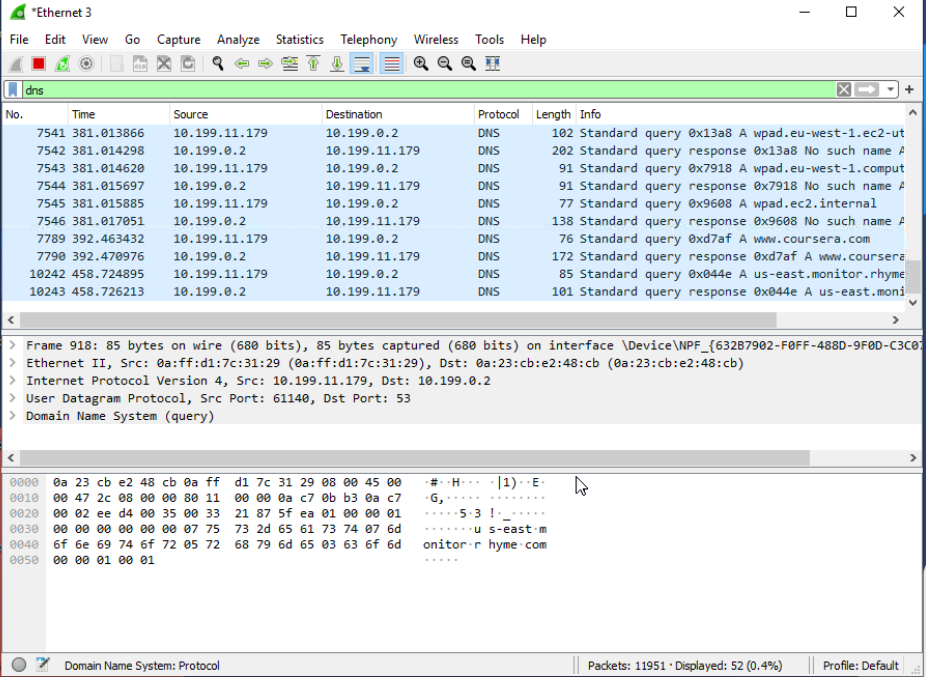 *Ethernet 3
File Edit View Go Capture Analyze Statistics Telephony Wireless Tools Help
dns
No. Time Source Destination Protocol Length Info
7541 381.013866 10.199.11.179 10.199.0.2 DNS 102 Standard query 0x13a8 A wpad.eu-west-1.ec2-ut
7542 381.014298 10.199.0.2 10.199.11.179 DNS 202 Standard query response 0x13a8 No such name A
7543 381.014620 10.199.11.179 10.199.0.2 DNS 91 Standard query 0x7918 A wpad.eu-west-1.comput
7544 381.015697 10.199.0.2 10.199.11.179 DNS 91 Standard query response 0x7918 No such name A
7545 381.015885 10.199.11.179 10.199.0.2 DNS 77 Standard query 0x9608 A wpad.ec2.internal
7546 381.017051 10.199.0.2 10.199.11.179 DNS 138 Standard query response 0x9608 No such name A
7789 392.463432 10.199.11.179 10.199.0.2 DNS 76 Standard query 0xd7af A www.coursera.com
7790 392.470976 10.199.0.2 10.199.11.179 DNS 172 Standard query response 0xd7af A www.coursera
10242 458.724895 10.199.11.179 10.199.0.2 DNS 85 Standard query 0x044e A us-east.monitor.rhyme
10243 458.726213 10.199.0.2 10.199.11.179 DNS 101 Standard query response 0x044e A us-east.moni
> Frame 918: 85 bytes on wire (680 bits), 85 bytes captured (680 bits) on interface \Device\NPF_{632B7902-F0FF-488D-9F0D-C3C07
> Ethernet II, Src: 0a:ff:d1:7c:31:29 (0a:ff:d1:7c:31:29), Dst: 0a:23:cb:e2:48:cb (0a:23:cb:e2:48:cb)
> Internet Protocol Version 4, Src: 10.199.11.179, Dst: 10.199.0.2
> User Datagram Protocol, Src Port: 61140, Dst Port: 53
> Domain Name System (query)
0000 0a 23 cb e2 48 cb 0a ff d1 7c 31 29 08 00 45 00 ·#··H··· ·|1)··E·
0010 00 47 2c 08 00 00 80 11 00 00 0a c7 0b b3 0a c7 ·G,····· ········
0020 00 02 ee d4 00 35 00 33 21 87 5f ea 01 00 00 01 ·····5·3 !·_·····
0030 00 00 00 00 00 00 07 75 73 2d 65 61 73 74 07 6d ·······u s-east·m
0040 6f 6e 69 74 6f 72 05 72 68 79 6d 65 03 63 6f 6d onitor·r hyme·com
0050 00 00 01 00 01 ·····
Domain Name System: Protocol
Packets: 11951 · Displayed: 52 (0.4%)
Profile: Default